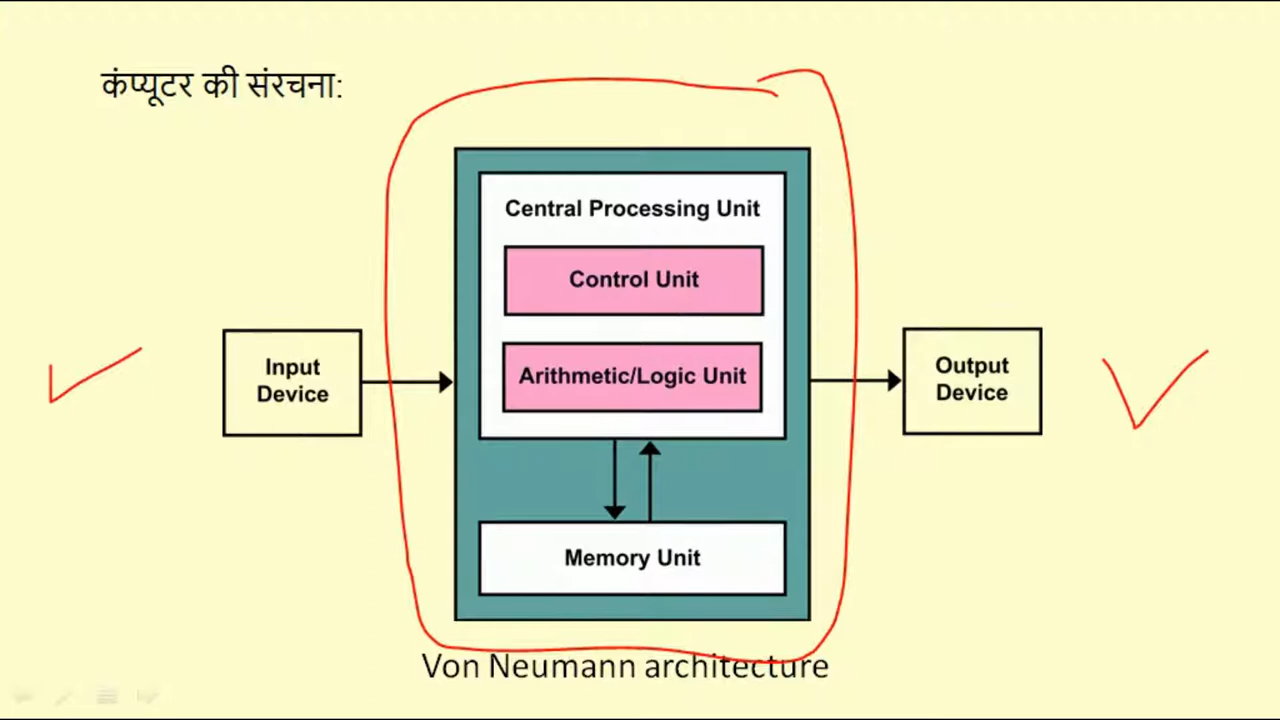 कंप्यूटर की संरचना:
Central Processing Unit
Control Unit
Input
Device
Arithmetic/Logic Unit
Output
Device
Memory Unit
Von Neumann architecture